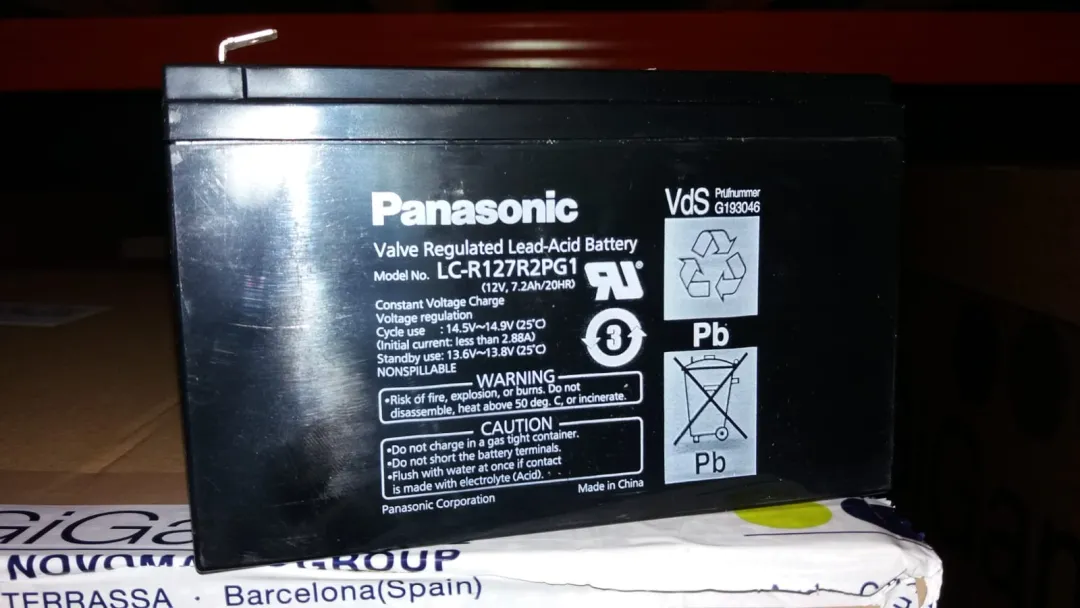 Panasonic
Valve Regulated Lead-Acid Battery
Model No. LC-R127R2PG1
(12V, 7.2Ah/20HR)
Constant Voltage Charge
Voltage regulation
Cycle use : 14.5V~14.9V (25℃)
(Initial current: less than 2.88A)
Standby use: 13.6V~13.8V (25℃)
NONSPILLABLE
3
WARNING
•Risk of fire, explosion, or burns. Do not
disassemble, heat above 50 deg. C, or incinerate.
CAUTION
•Do not charge in a gas tight container.
•Do not short the battery terminals.
•Flush with water at once if contact
is made with electrolyte (Acid).
Panasonic Corporation
Made in China
VdS Prüfnummer
G193046
Pb
Pb
GiGa
GROUP
TERRASSA · Barcelona(Spain)